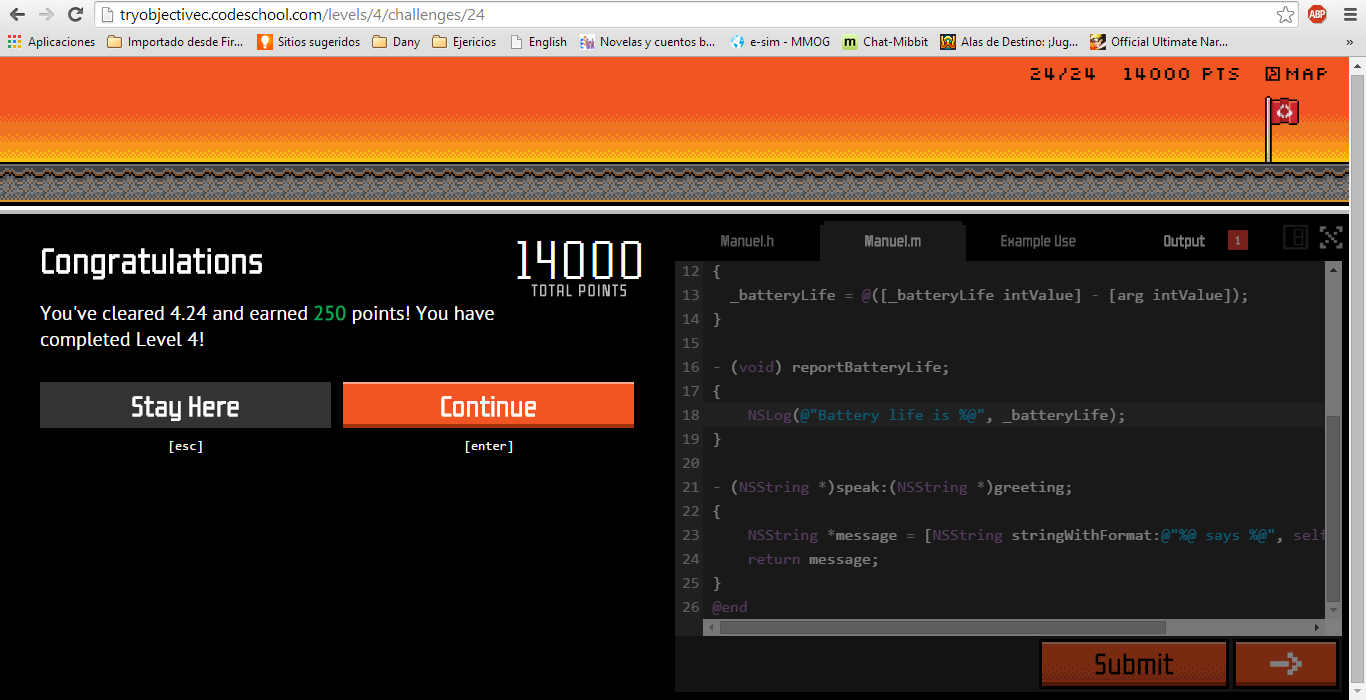 tryobjectivec.codeschool.com/levels/4/challenges/24
ABP
Aplicaciones Importado desde Fir... Sitios sugeridos Dany Ejericios English Novelas y cuentos b... e-sim - MMOG m Chat-Mibbit Alas de Destino: ¡Jug... Official Ultimate Nar... »
24/24 14000 PTS MAP
Congratulations
14000
TOTAL POINTS
You've cleared 4.24 and earned 250 points! You have
completed Level 4!
Stay Here Continue
[esc] [enter]
Manuel.h Manuel.m Example Use Output 1
12 {
13 _batteryLife = @([_batteryLife intValue] - [arg intValue]);
14 }
15
16 - (void) reportBatteryLife;
17 {
18 NSLog(@"Battery life is %@", _batteryLife);
19 }
20
21 - (NSString *)speak:(NSString *)greeting;
22 {
23 NSString *message = [NSString stringWithFormat:@"%@ says %@", self
24 return message;
25 }
26 @end
Submit